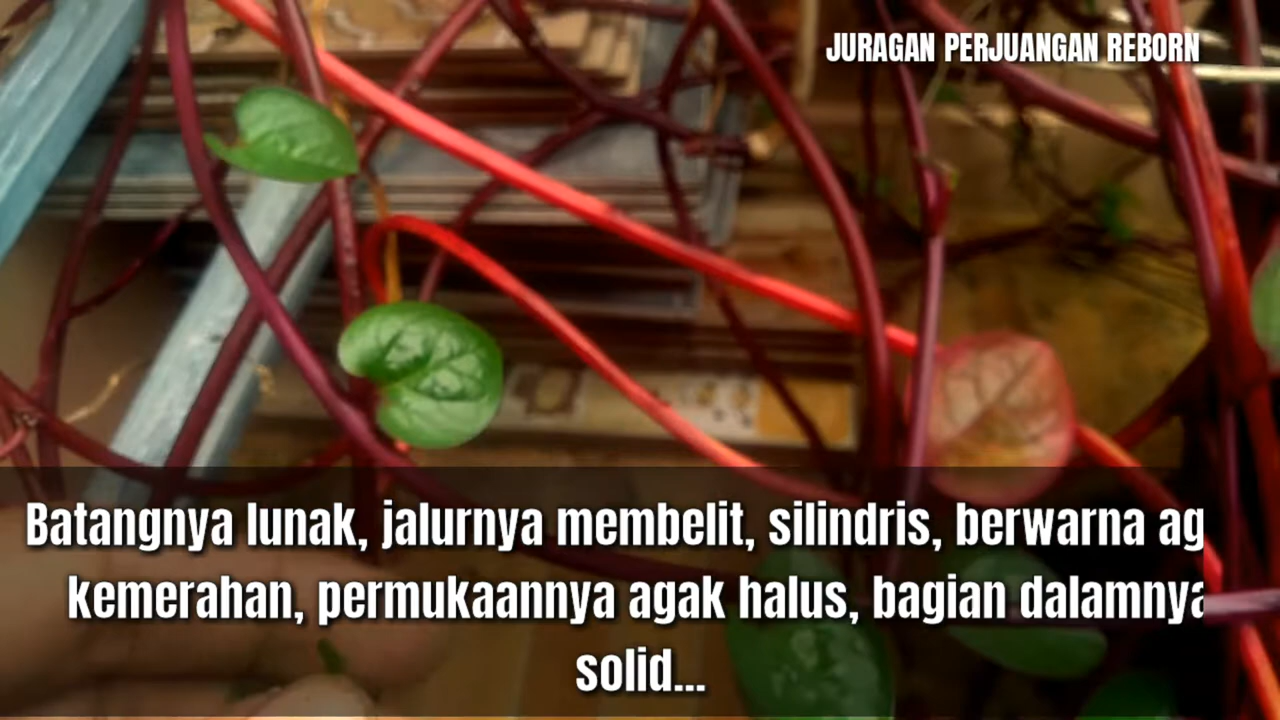 JURAGAN PERJUANGAN REBORN
Batangnya lunak, jalurnya membelit, silindris, berwarna ag
kemerahan, permukaannya agak halus, bagian dalamnya
solid...